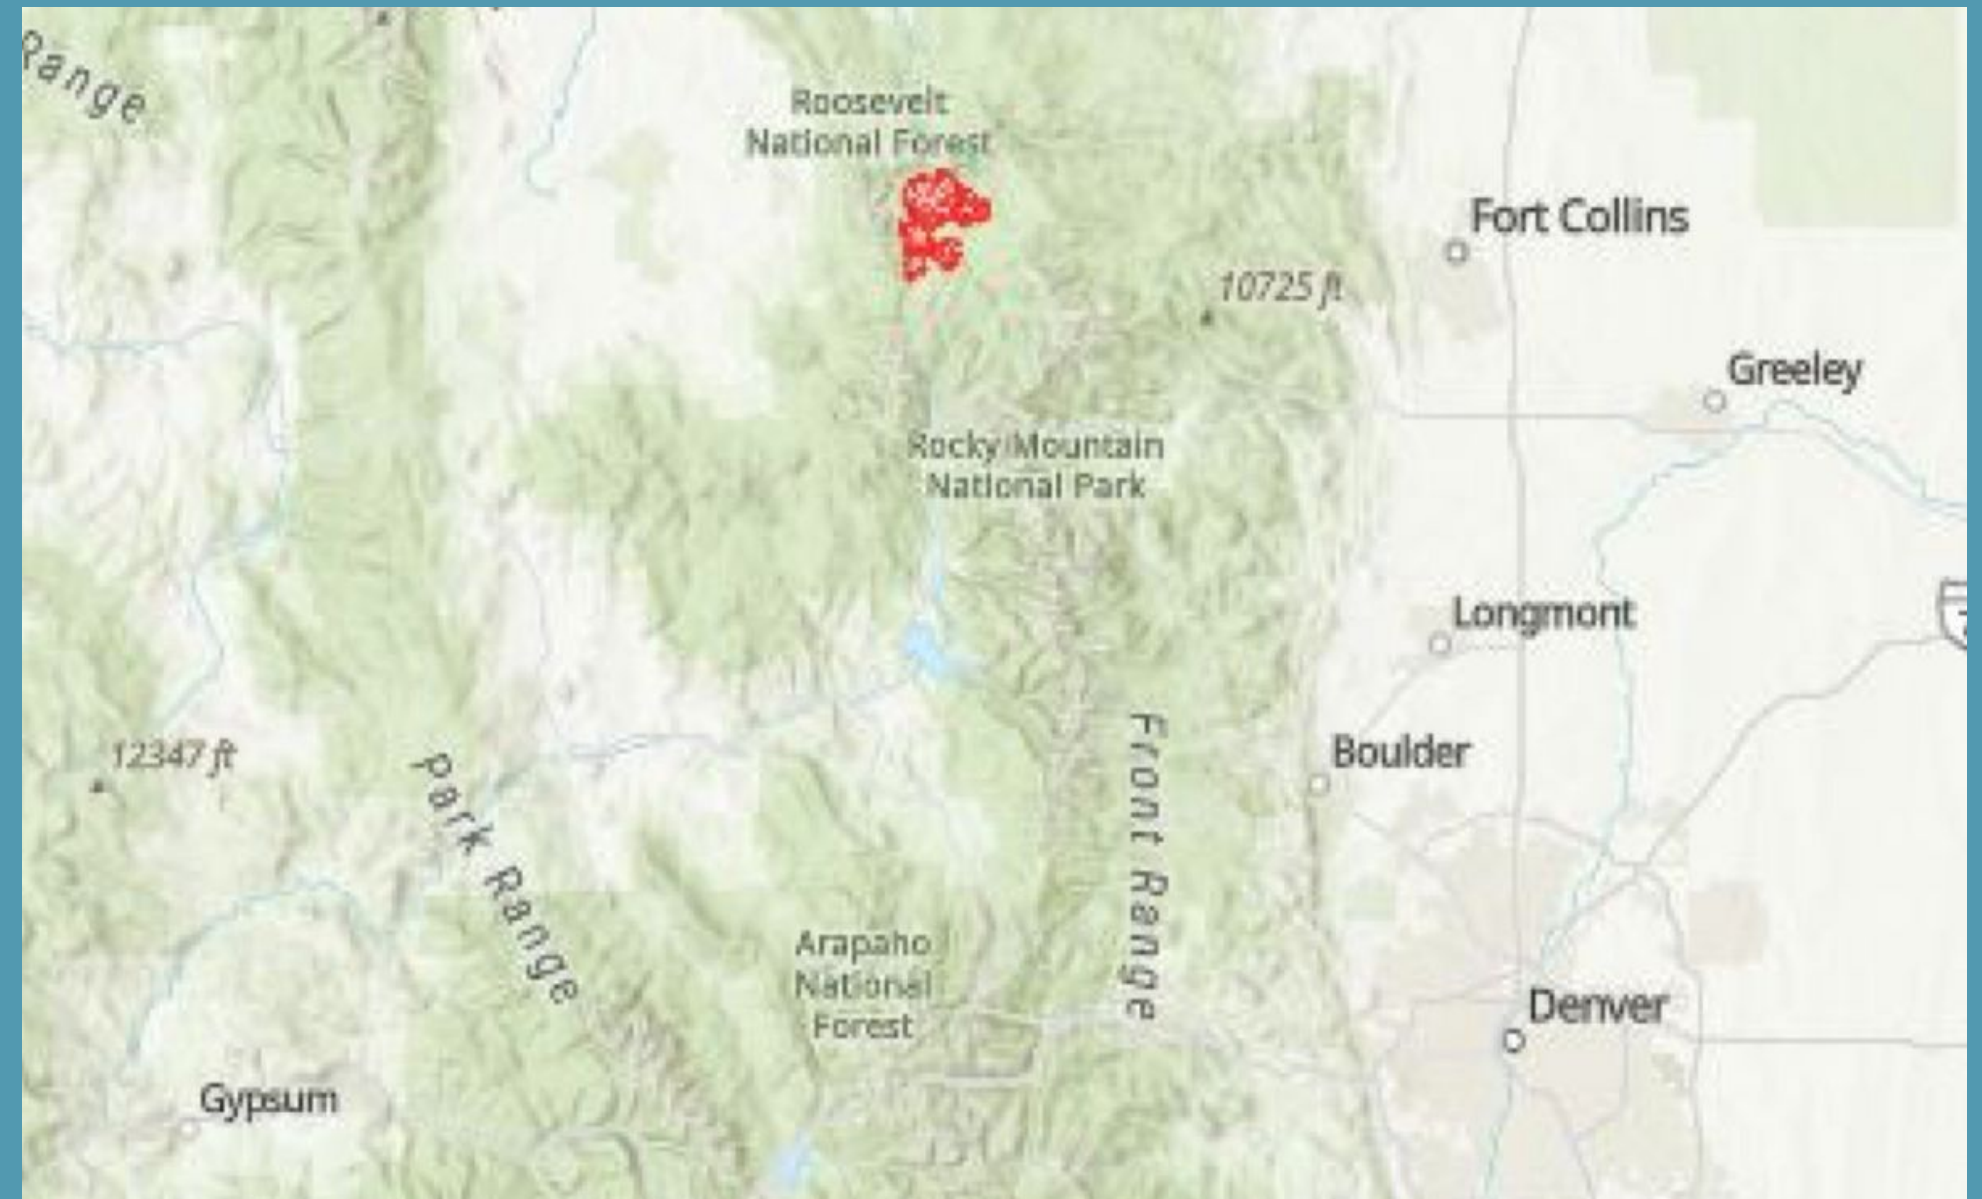 Range
Roosevelt
National Forest
Fort Collins
10725 ft
Greeley
Rocky Mountain
National Park
Longmont
Front Range
Boulder
12347 ft
Park Range
Arapaho
National
Forest
Denver
Gypsum